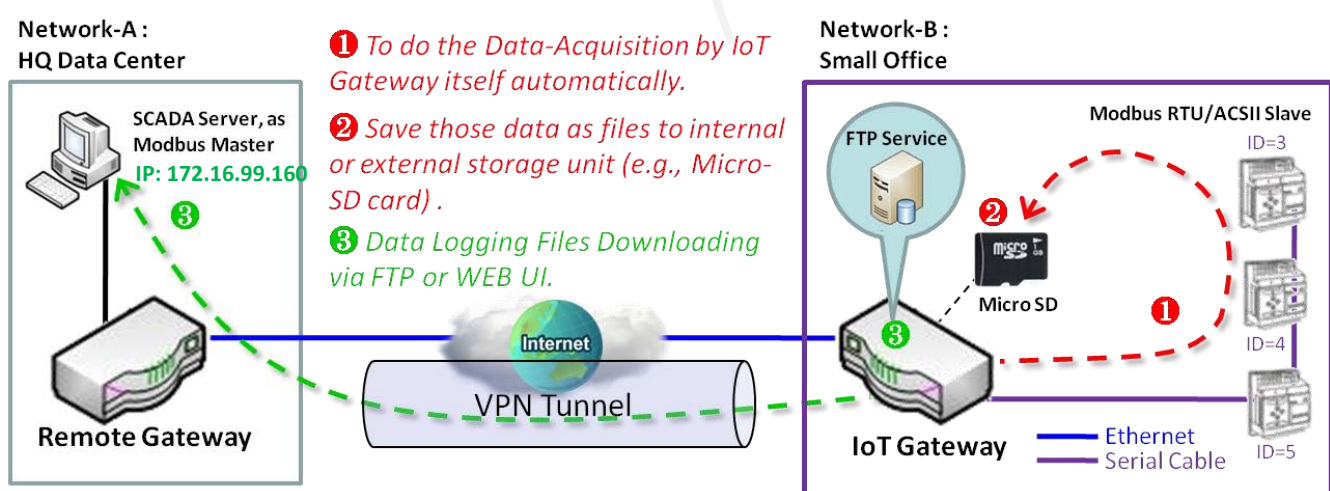 Network-A :
HQ Data Center
SCADA Server, as
Modbus Master
IP: 172.16.99.160
❸
❶ To do the Data-Acquisition by IoT
Gateway itself automatically.
❷ Save those data as files to internal
or external storage unit (e.g., Micro-
SD card) .
❸ Data Logging Files Downloading
via FTP or WEB UI.
Network-B :
Small Office
Modbus RTU/ACSII Slave
FTP Service
ID=3
❷
Micro SD
GB
Micro SD
❶
ID=4
❸
Internet
VPN Tunnel
Remote Gateway
IoT Gateway
Ethernet
Serial Cable
ID=5